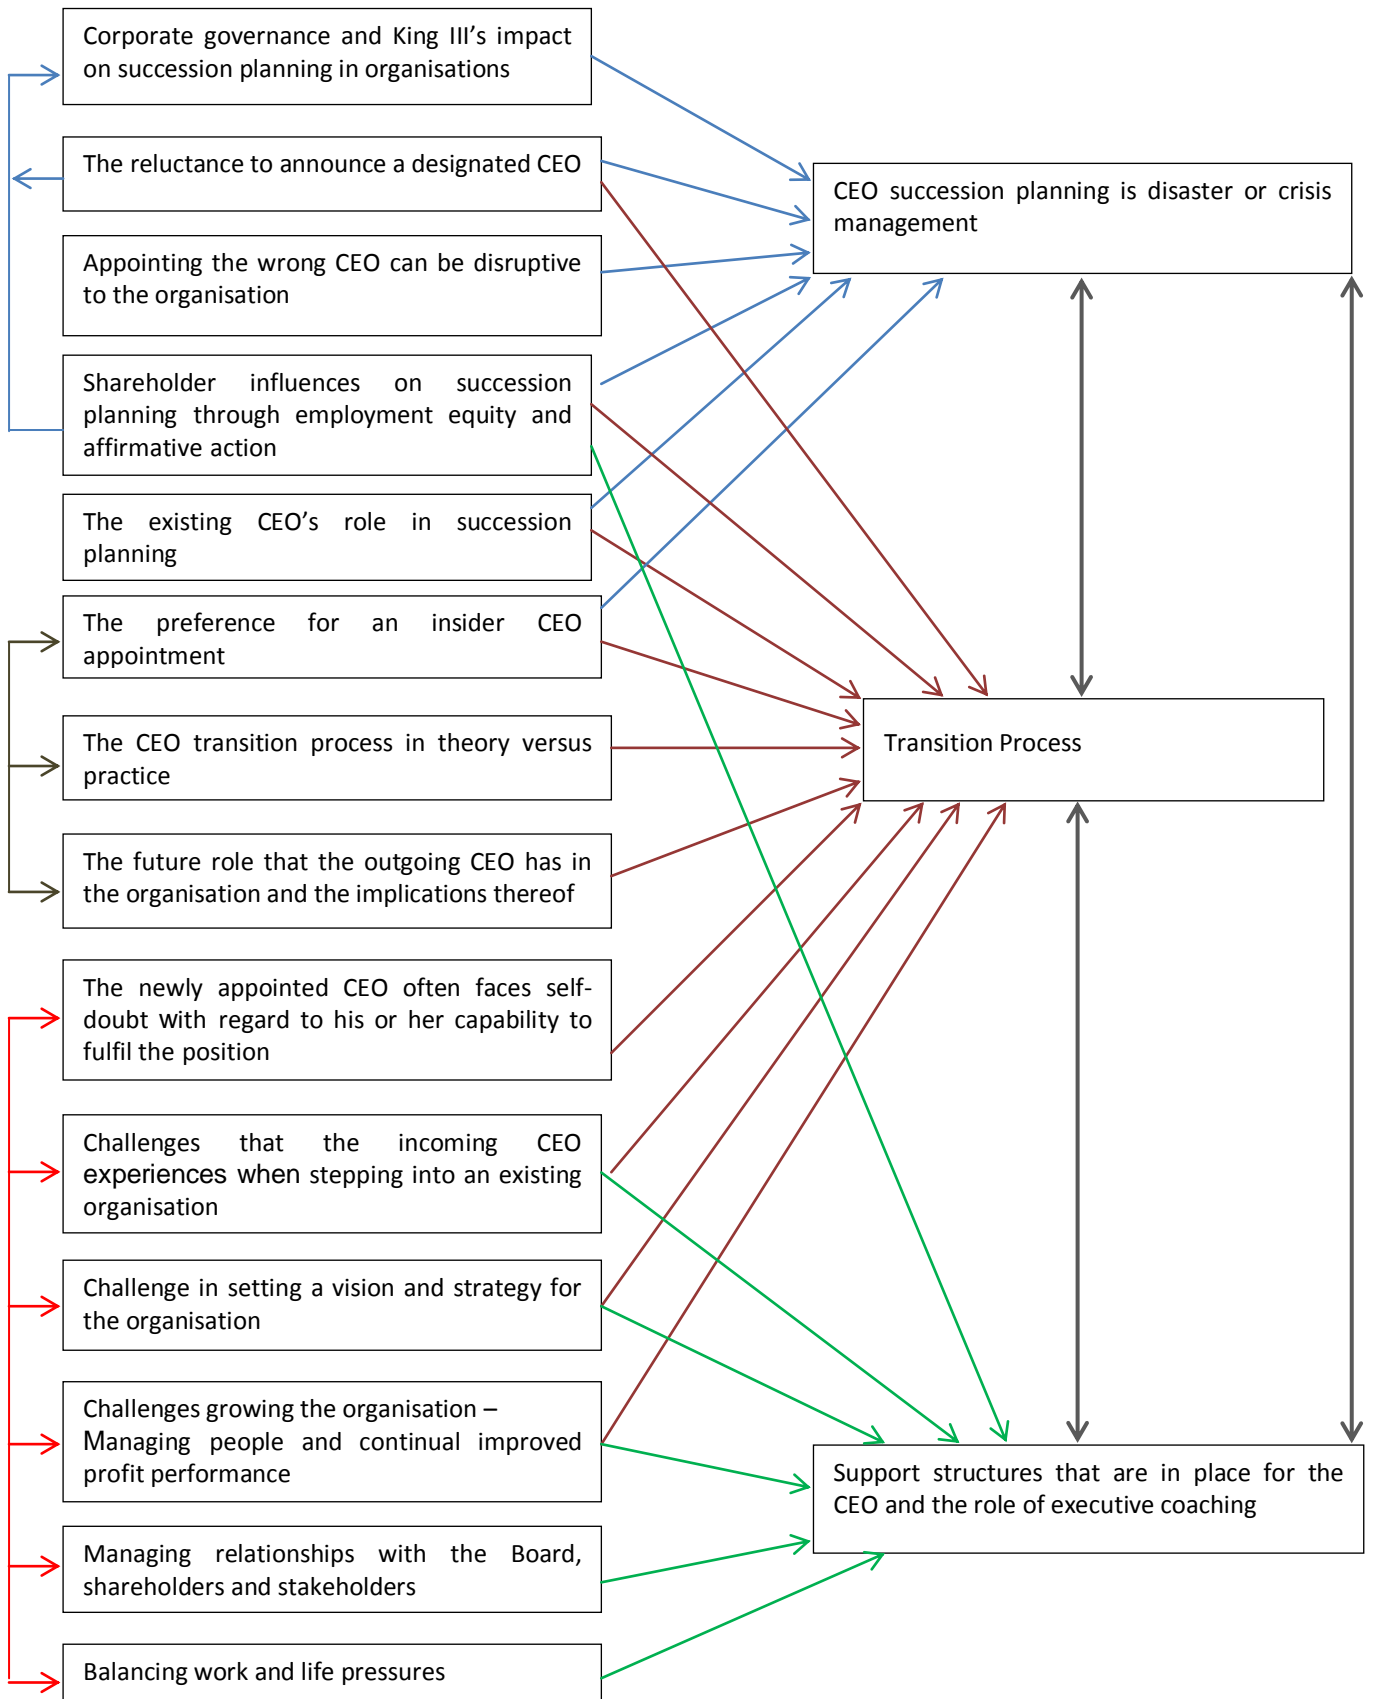 Corporate governance and King III’s impact
on succession planning in organisations
The reluctance to announce a designated CEO
CEO succession planning is disaster or crisis
management
Appointing the wrong CEO can be disruptive
to the organisation
Shareholder influences on succession
planning through employment equity and
affirmative action
The existing CEO’s role in succession
planning
The preference for an insider CEO
appointment
The CEO transition process in theory versus
practice
Transition Process
The future role that the outgoing CEO has in
the organisation and the implications thereof
The newly appointed CEO often faces self-
doubt with regard to his or her capability to
fulfil the position
Challenges that the incoming CEO
experiences when stepping into an existing
organisation
Challenge in setting a vision and strategy for
the organisation
Challenges growing the organisation –
Managing people and continual improved
profit performance
Support structures that are in place for the
CEO and the role of executive coaching
Managing relationships with the Board,
shareholders and stakeholders
Balancing work and life pressures